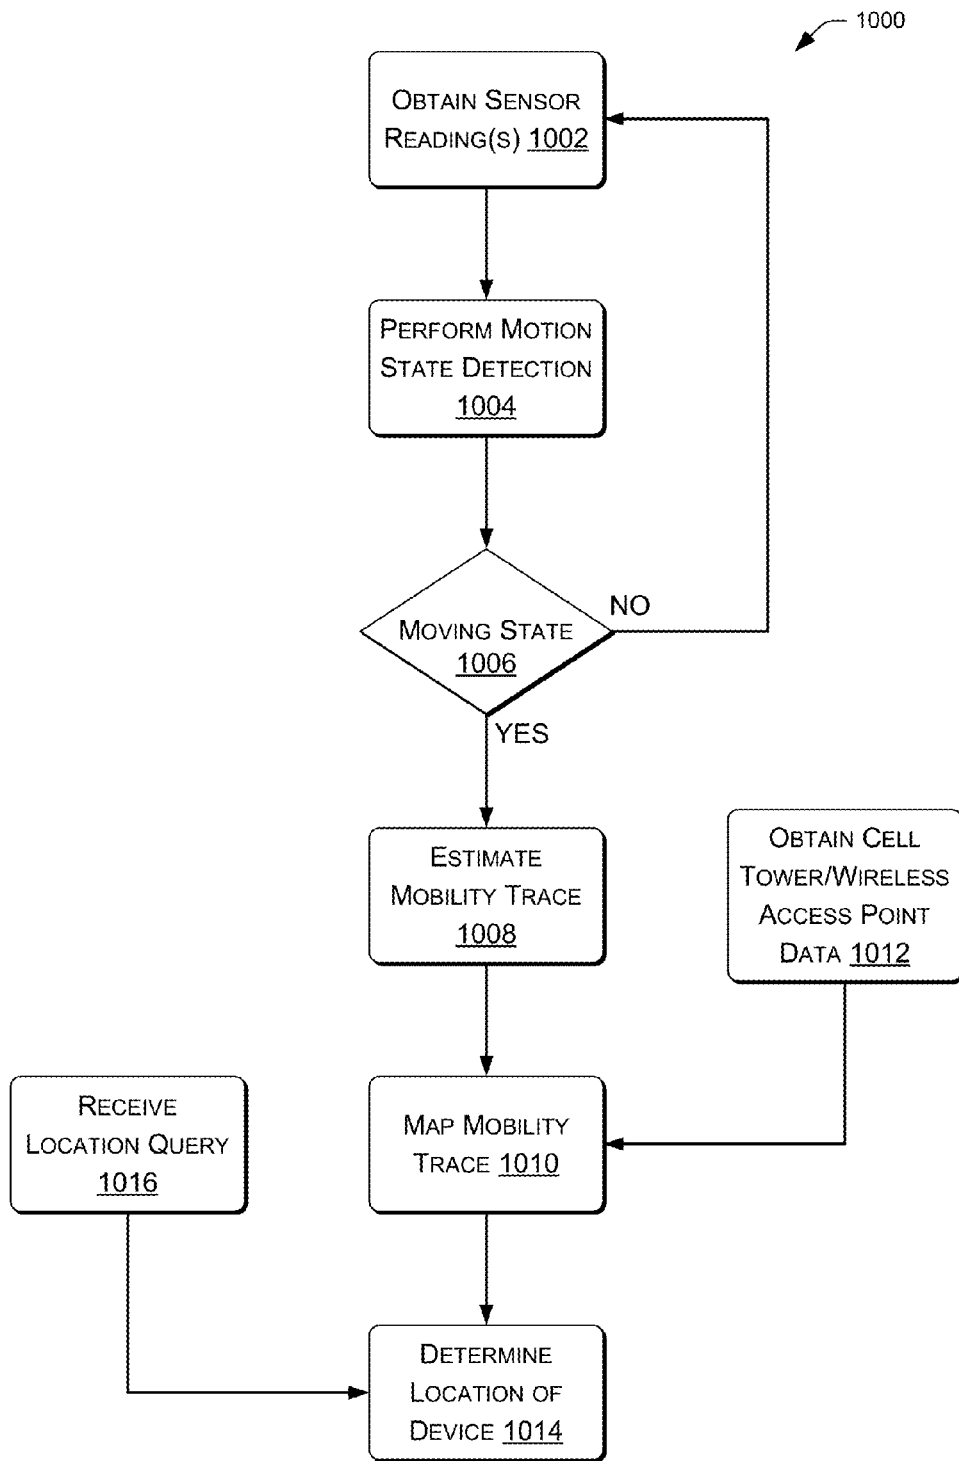 1000
OBTAIN SENSOR
READING(S) 1002
PERFORM MOTION
STATE DETECTION
1004
MOVING STATE
1006
NO
YES
ESTIMATE
MOBILITY TRACE
1008
OBTAIN CELL
TOWER/WIRELESS
ACCESS POINT
DATA 1012
MAP MOBILITY
TRACE 1010
RECEIVE
LOCATION QUERY
1016
DETERMINE
LOCATION OF
DEVICE 1014